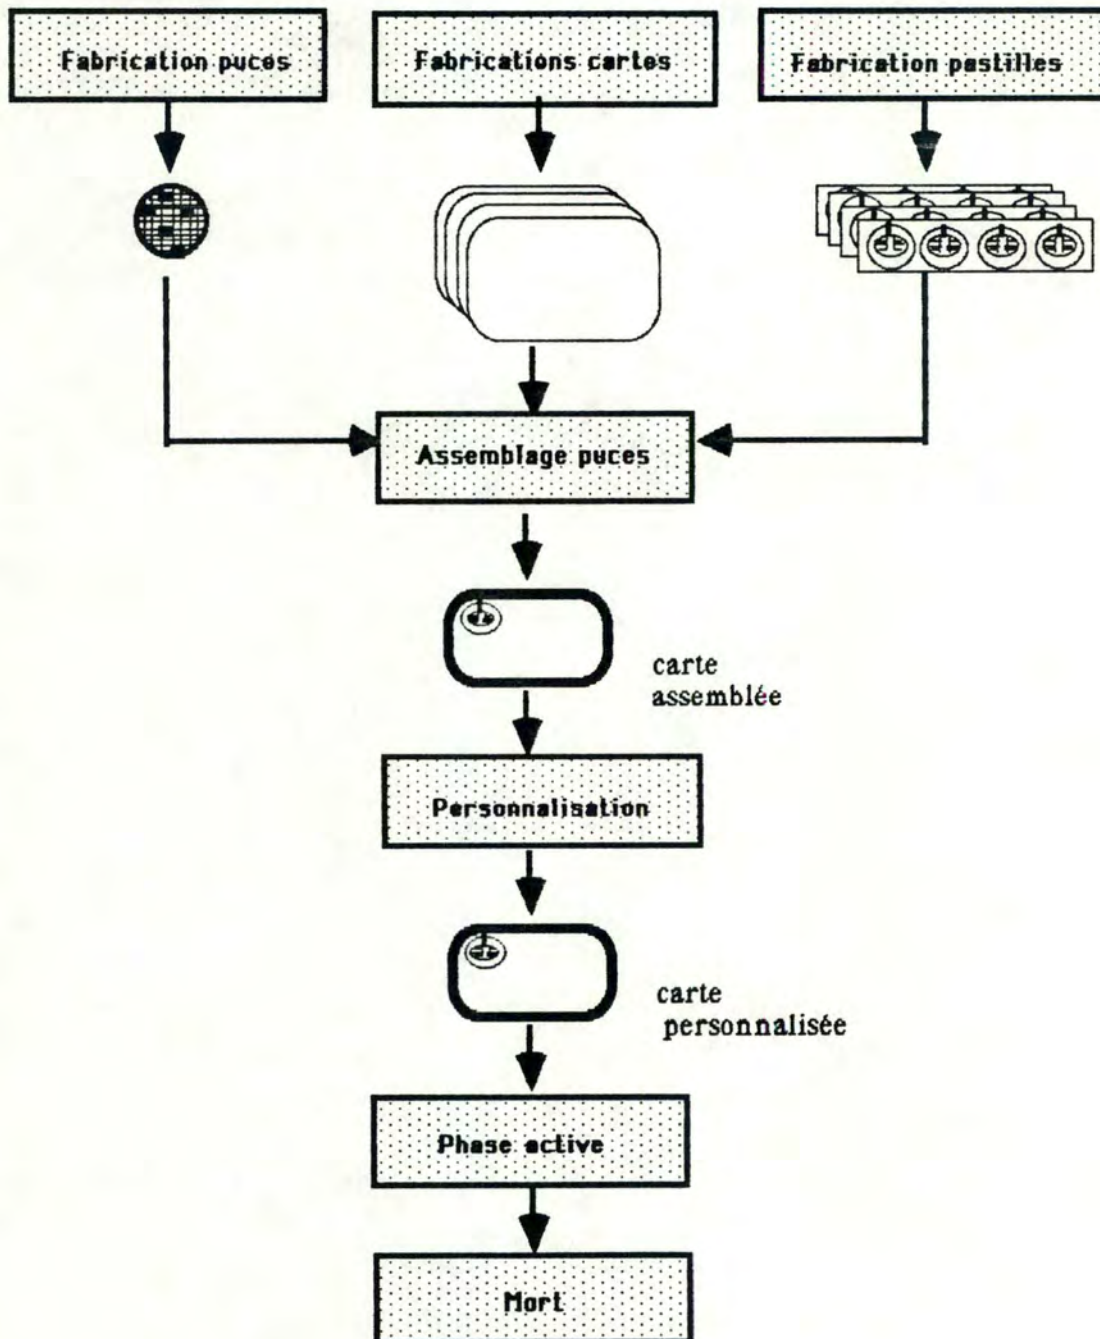 Fabrication puces
Fabrications cartes
Fabrication pastilles
Assemblage puces
carte
assemblée
Personnalisation
carte
personnalisée
Phase active
Mort